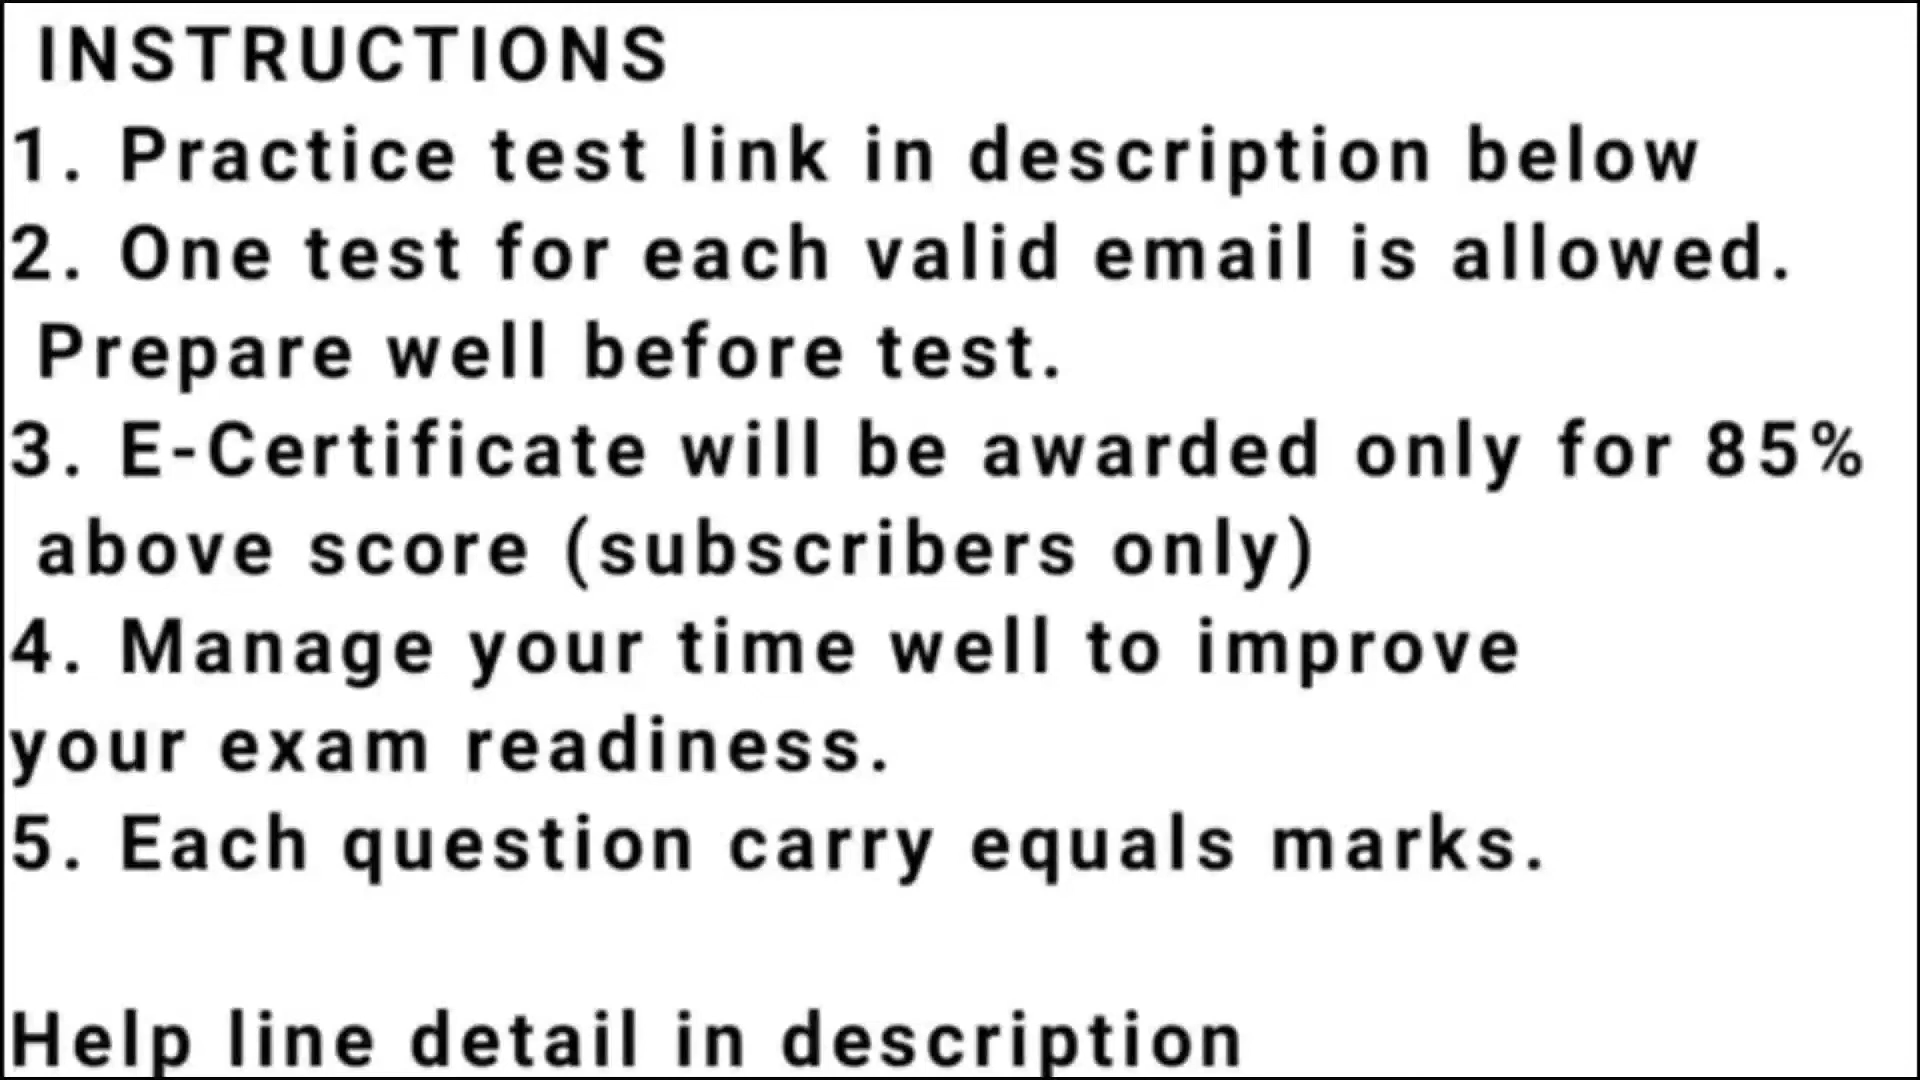 INSTRUCTIONS
1. Practice test link in description below
2. One test for each valid email is allowed.
Prepare well before test.
3. E-Certificate will be awarded only for 85%
above score (subscribers only)
4. Manage your time well to improve
your exam readiness.
5. Each question carry equals marks.
Help line detail in description